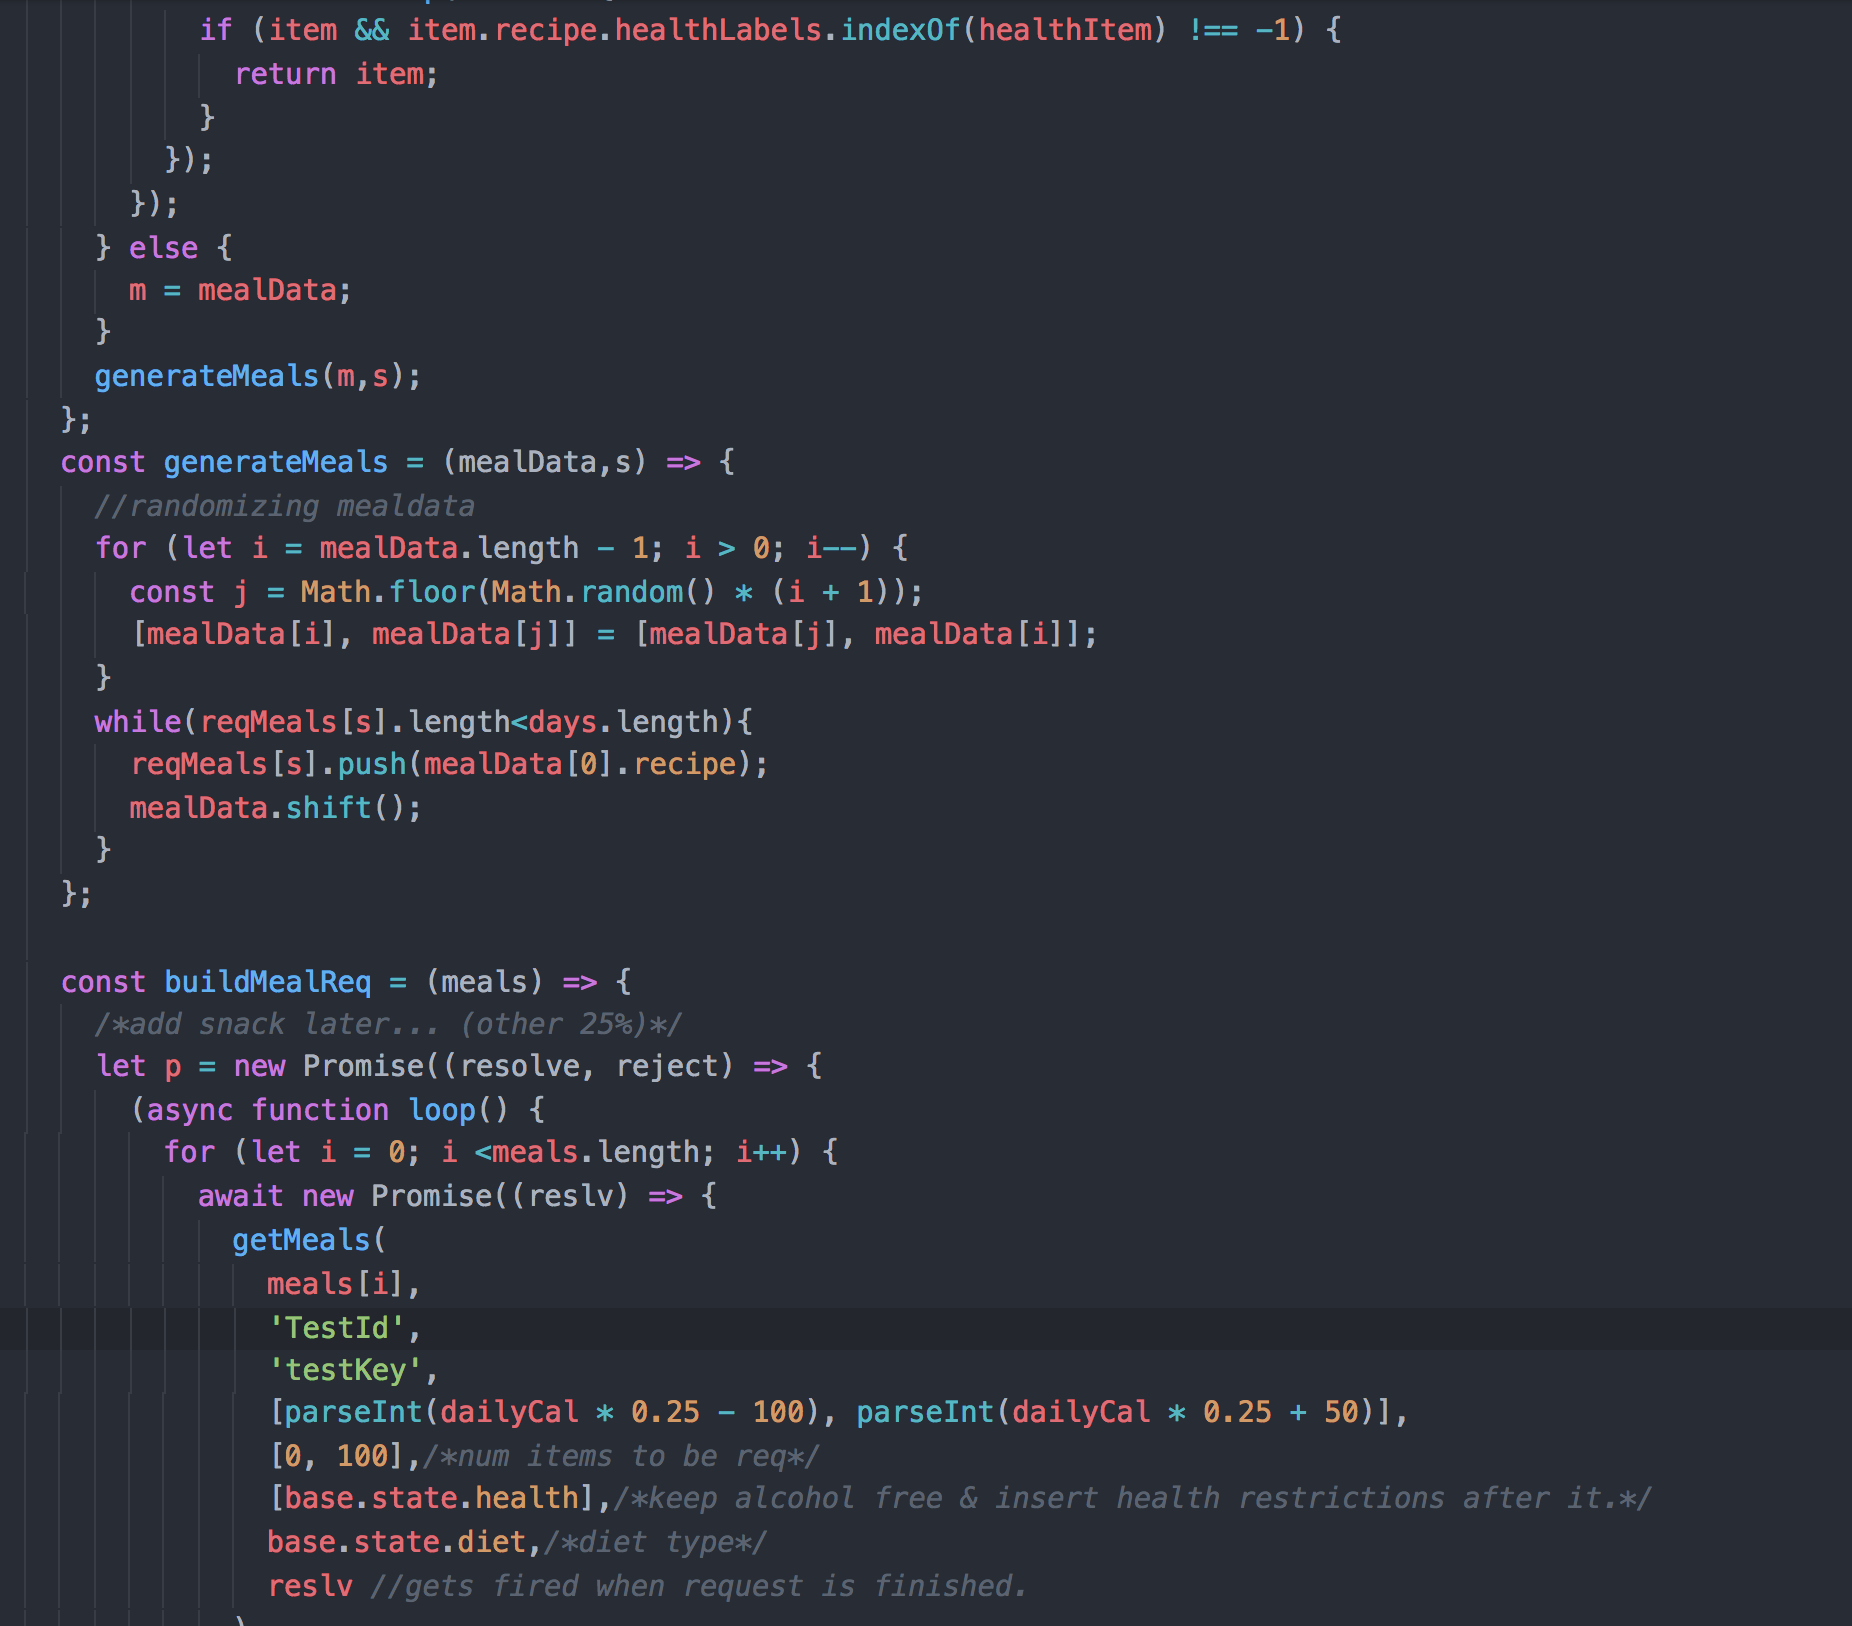 if (item && item.recipe.healthLabels.indexOf(healthItem) !== -1) {
return item;
}
});
});
} else {
m = mealData;
}
generateMeals(m,s);
};
const generateMeals = (mealData,s) => {
//randomizing mealdata
for (let i = mealData.length - 1; i > 0; i--) {
const j = Math.floor(Math.random() * (i + 1));
[mealData[i], mealData[j]] = [mealData[j], mealData[i]];
}
while(reqMeals[s].length<days.length){
reqMeals[s].push(mealData[0].recipe);
mealData.shift();
}
};
const buildMealReq = (meals) => {
/*add snack later... (other 25%)*/
let p = new Promise((resolve, reject) => {
(async function loop() {
for (let i = 0; i <meals.length; i++) {
await new Promise((reslv) => {
getMeals(
meals[i],
'TestId',
'testKey',
[parseInt(dailyCal * 0.25 - 100), parseInt(dailyCal * 0.25 + 50)],
[0, 100],/*num items to be req*/
[base.state.health],/*keep alcohol free & insert health restrictions after it.*/
base.state.diet,/*diet type*/
reslv //gets fired when request is finished.